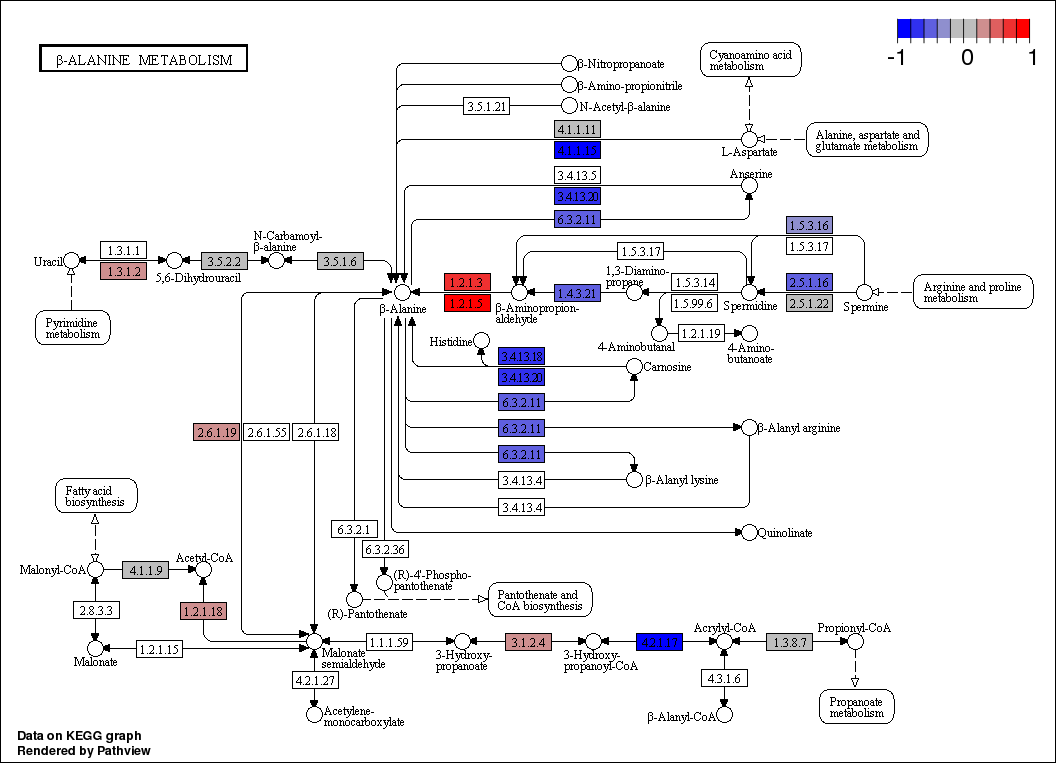 β-ALANINE METABOLISM
-1 0 1
β-Nitropropanoate
β-Amino-propionitrile
3.5.1.21
N-Acetyl-β-alanine
Cyanoamino acid
metabolism
4.1.1.11
4.1.1.15
L-Aspartate
Alanine, aspartate and
glutamate metabolism
3.4.13.5
3.4.13.20
6.3.2.11
Anserine
1.5.3.16
1.5.3.17
Uracil
1.3.1.1
1.3.1.2
5,6-Dihydrouracil
3.5.2.2
N-Carbamoyl-
β-alanine
3.5.1.6
β-Alanine
1.2.1.3
1.2.1.5
β-Aminopropion-
aldehyde
1.4.3.21
1.5.3.17
1,3-Diamino-
propane
1.5.3.14
1.5.99.6
Spermidine
2.5.1.16
2.5.1.22
Spermine
Arginine and proline
metabolism
Pyrimidine
metabolism
4-Aminobutanal
1.2.1.19
4-Amino-
butanoate
Histidine
3.4.13.18
3.4.13.20
6.3.2.11
Carnosine
2.6.1.19
2.6.1.55
2.6.1.18
6.3.2.11
β-Alanyl arginine
6.3.2.11
3.4.13.4
β-Alanyl lysine
3.4.13.4
Quinolinate
6.3.2.1
6.3.2.36
Fatty acid
biosynthesis
Malonyl-CoA
4.1.1.9
Acetyl-CoA
(R)-4'-Phospho-
pantothenate
(R)-Pantothenate
Pantothenate and
CoA biosynthesis
2.8.3.3
1.2.1.18
Malonate
1.2.1.15
Malonate
semialdehyde
1.1.1.59
3-Hydroxy-
propanoate
3.1.2.4
3-Hydroxy-
propanoyl-CoA
4.2.1.17
Acrylyl-CoA
1.3.8.7
Propionyl-CoA
4.2.1.27
4.3.1.6
Acetylene-
monocarboxylate
β-Alanyl-CoA
Propanoate
metabolism
Data on KEGG graph
Rendered by Pathview